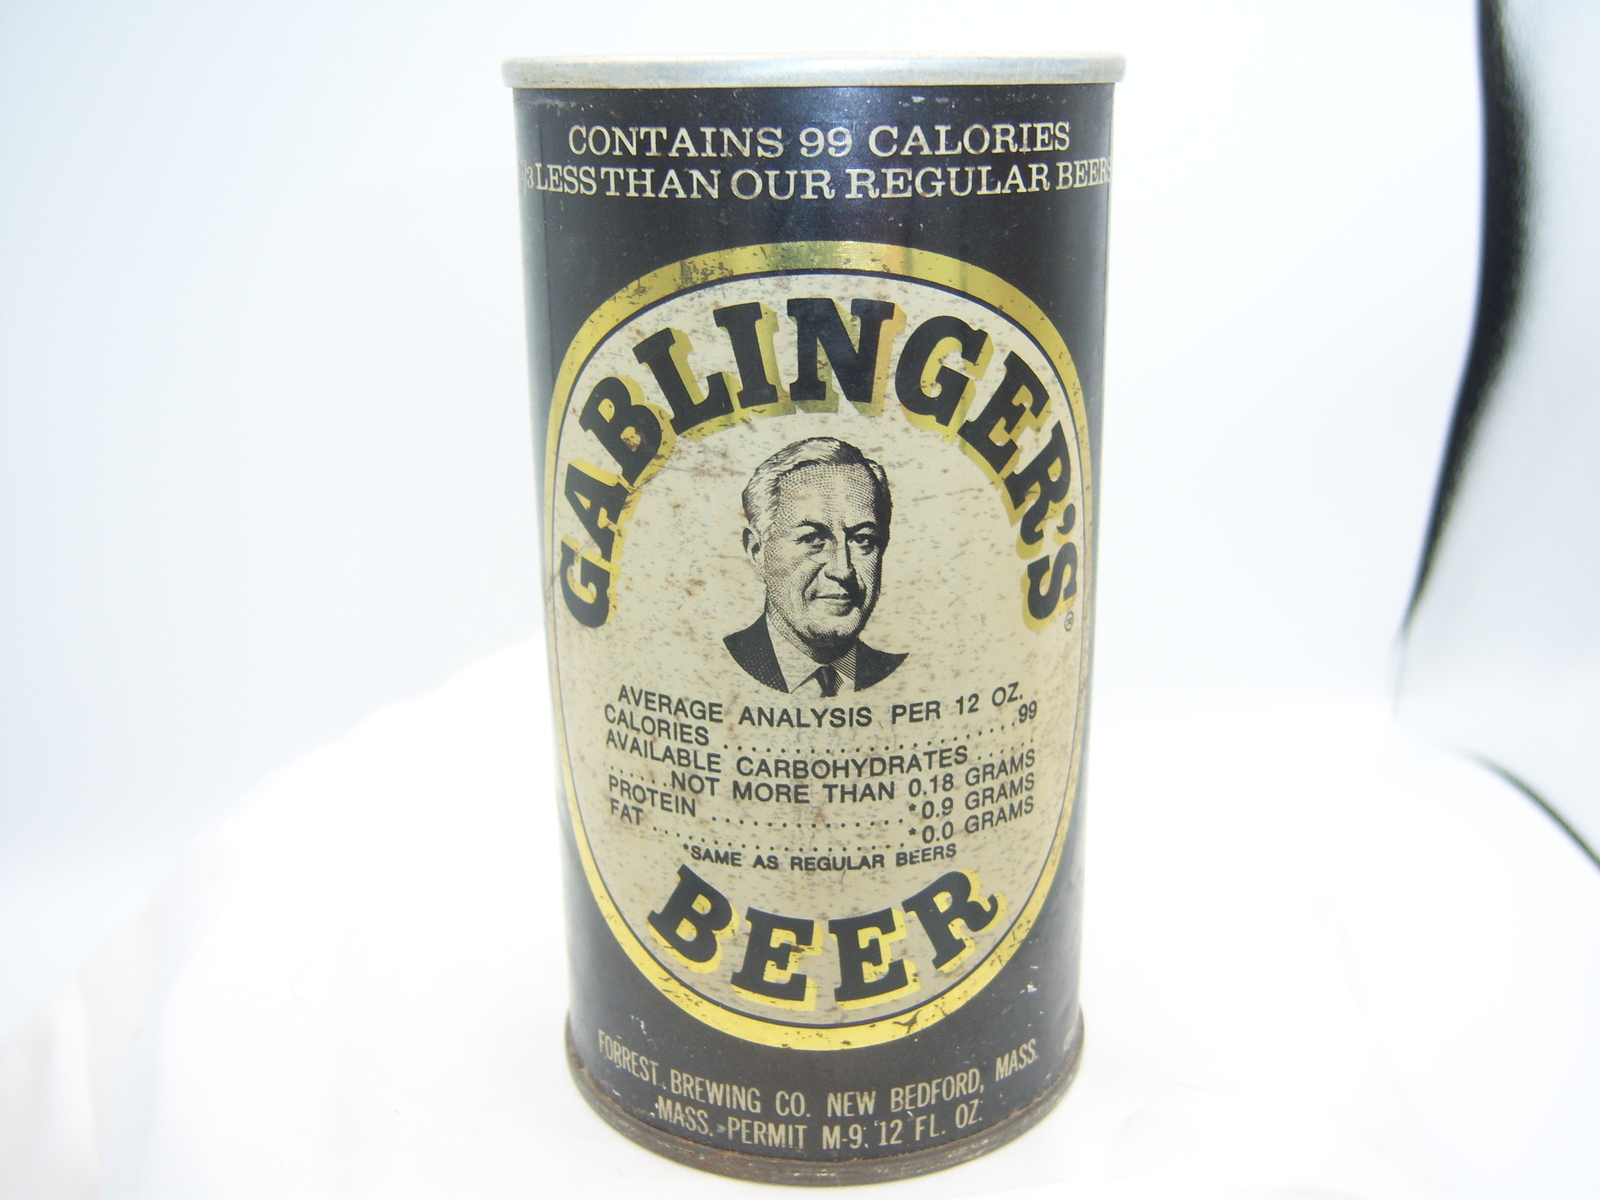 CONTAINS 99 CALORIES
1/3 LESS THAN OUR REGULAR BEERS
GABLINGER'S
®
AVERAGE ANALYSIS PER 12 OZ.
CALORIES ......................99
AVAILABLE CARBOHYDRATES .....
......NOT MORE THAN 0.18 GRAMS
PROTEIN .................*0.9 GRAMS
FAT .......................*0.0 GRAMS
*SAME AS REGULAR BEERS
BEER
FORREST BREWING CO. NEW BEDFORD, MASS.
MASS. PERMIT M-9. 12 FL. OZ.